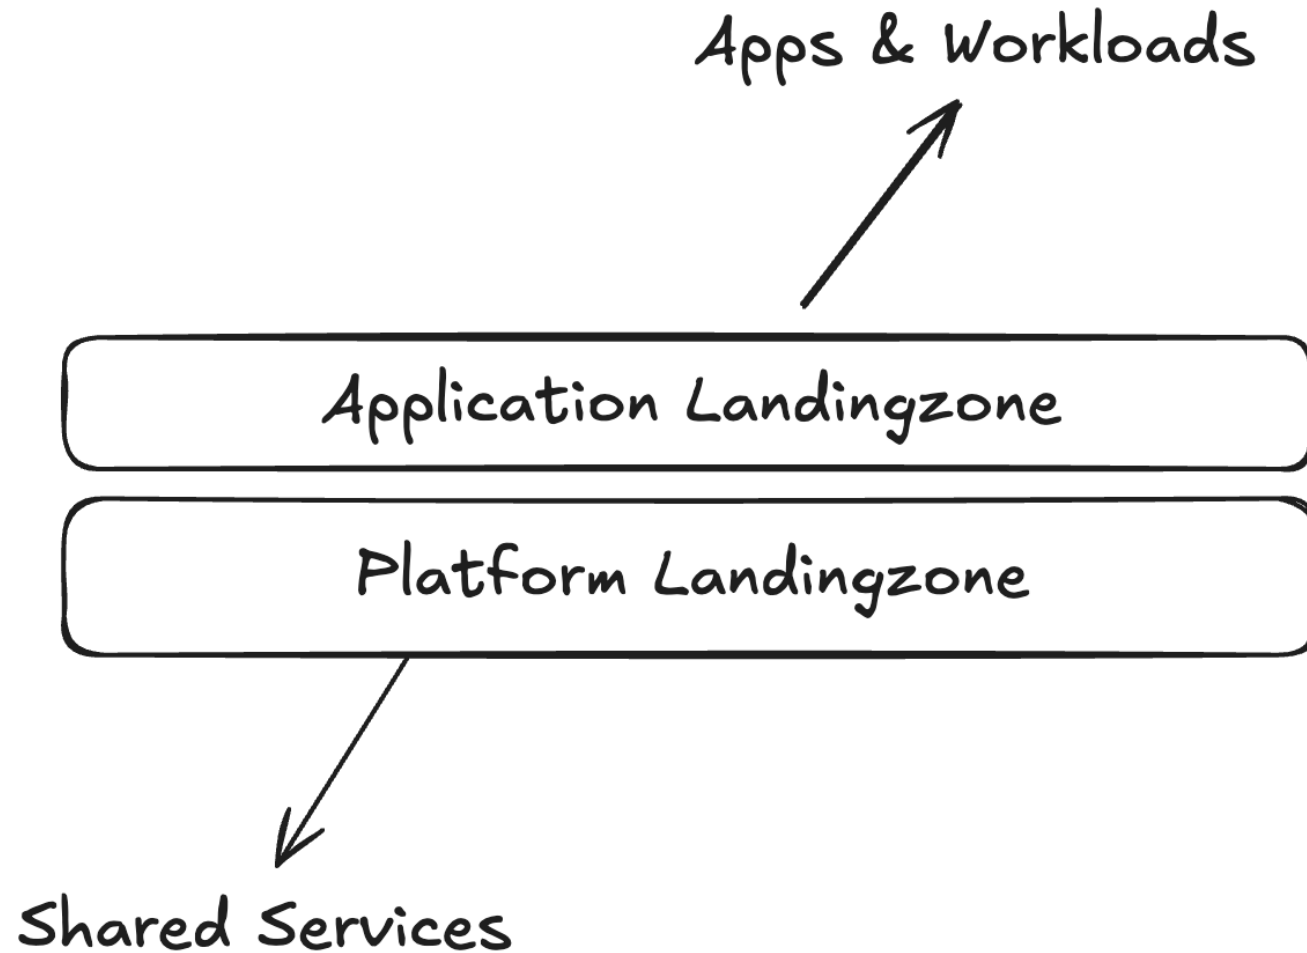 Apps & Workloads
Application Landingzone
Platform Landingzone
Shared Services